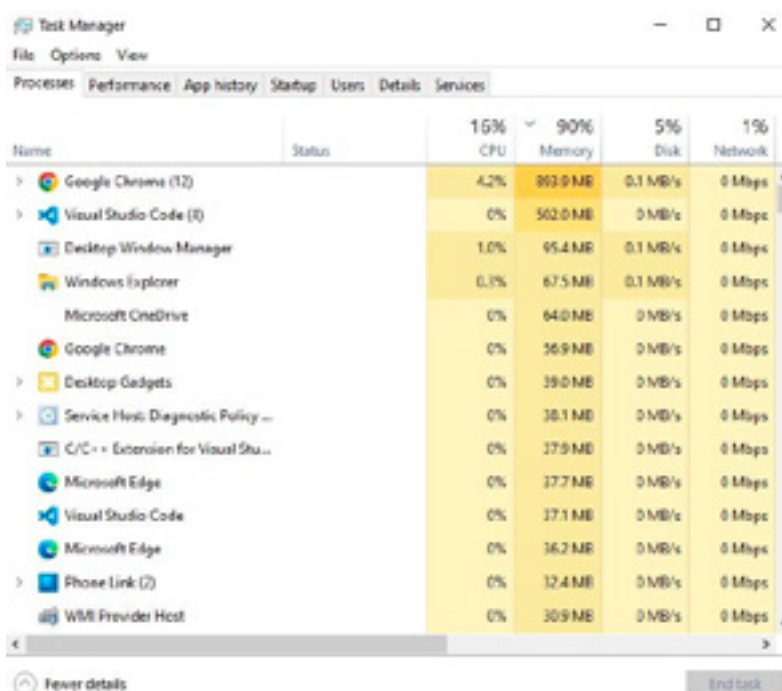 Task Manager
File Options View
Processes Performance App history Startup Users Details Services
16% 90% 5% 1%
Name Status CPU Memory Disk Network
Google Chrome (12) 4.2% 893.9 MB 0.1 MB/s 0 Mbps
Visual Studio Code (8) 0% 502.0 MB 0 MB/s 0 Mbps
Desktop Window Manager 1.0% 95.4 MB 0.1 MB/s 0 Mbps
Windows Explorer 0.3% 67.5 MB 0.1 MB/s 0 Mbps
Microsoft OneDrive 0% 64.0 MB 0 MB/s 0 Mbps
Google Chrome 0% 56.9 MB 0 MB/s 0 Mbps
Desktop Gadgets 0% 39.0 MB 0 MB/s 0 Mbps
Service Host: Diagnostic Policy ... 0% 38.1 MB 0 MB/s 0 Mbps
C/C++ Extension for Visual Stu... 0% 37.9 MB 0 MB/s 0 Mbps
Microsoft Edge 0% 37.7 MB 0 MB/s 0 Mbps
Visual Studio Code 0% 37.1 MB 0 MB/s 0 Mbps
Microsoft Edge 0% 36.2 MB 0 MB/s 0 Mbps
Phone Link (2) 0% 32.4 MB 0 MB/s 0 Mbps
WMI Provider Host 0% 30.9 MB 0 MB/s 0 Mbps
Fewer details End task